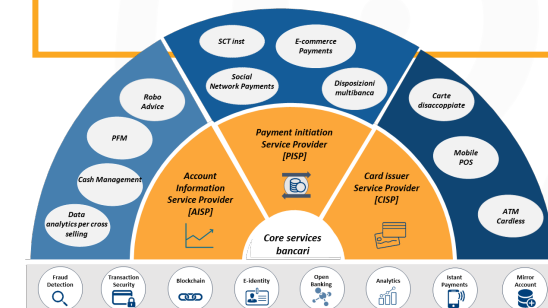 SCT inst
E-commerce
Payments
Social
Network Payments
Disposizioni
multibanca
Robo
Advice
PFM
Cash Management
Data
analytics per cross
selling
Carte
disaccoppiate
Mobile
POS
ATM
Cardless
Payment initiation
Service Provider
[PISP]
Account
Information
Service Provider
[AISP]
Card issuer
Service Provider
[CISP]
Core services
bancari
Fraud
Detection
Transaction
Security
Blockchain
E-identity
Open
Banking
Analytics
Istant
Payments
Mirror
Account